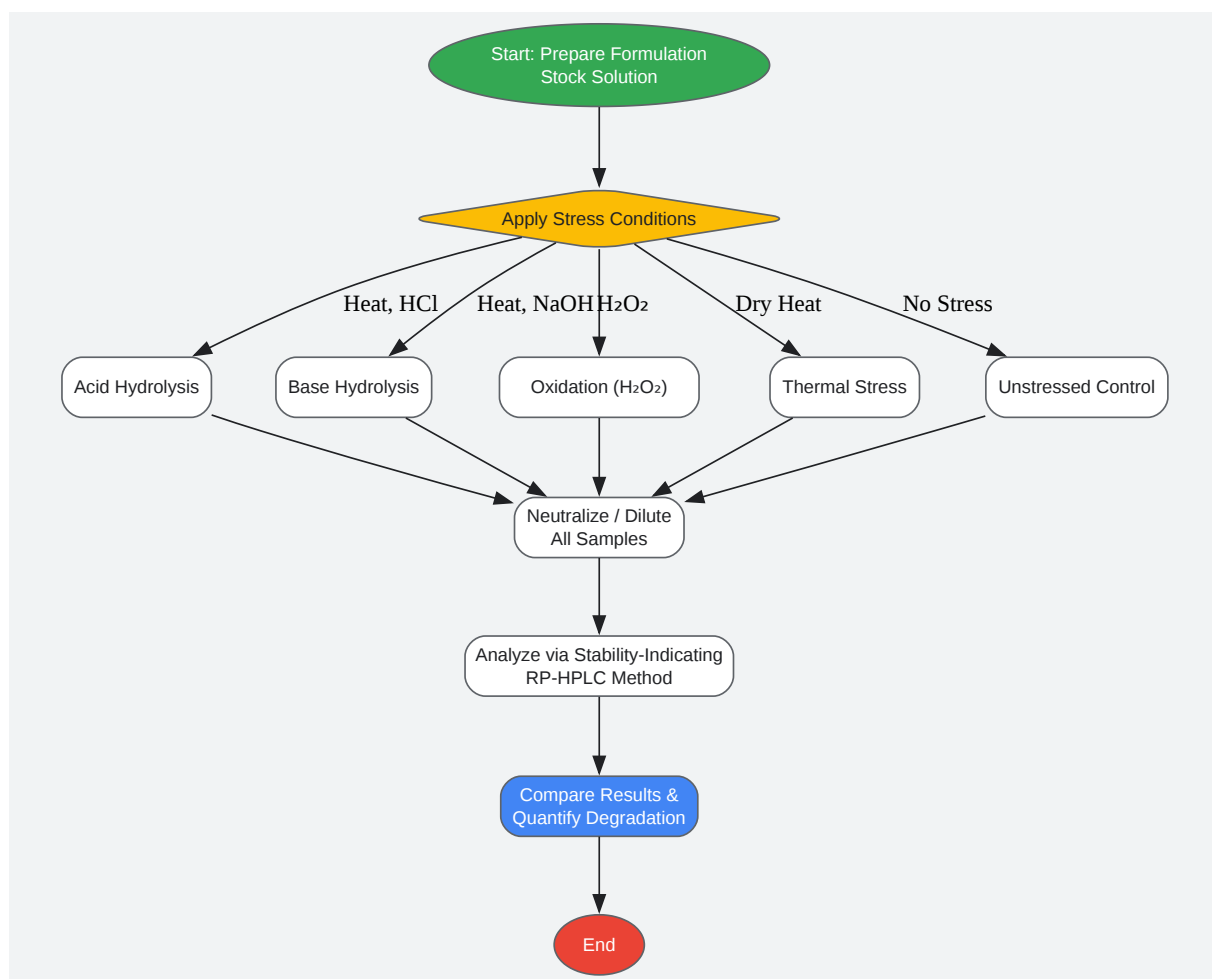 Start: Prepare Formulation
Stock Solution
Apply Stress Conditions
Heat, HCl
Heat, NaOH
H₂O₂
Dry Heat
No Stress
Acid Hydrolysis
Base Hydrolysis
Oxidation (H₂O₂)
Thermal Stress
Unstressed Control
Neutralize / Dilute
All Samples
Analyze via Stability-Indicating
RP-HPLC Method
Compare Results &
Quantify Degradation
End